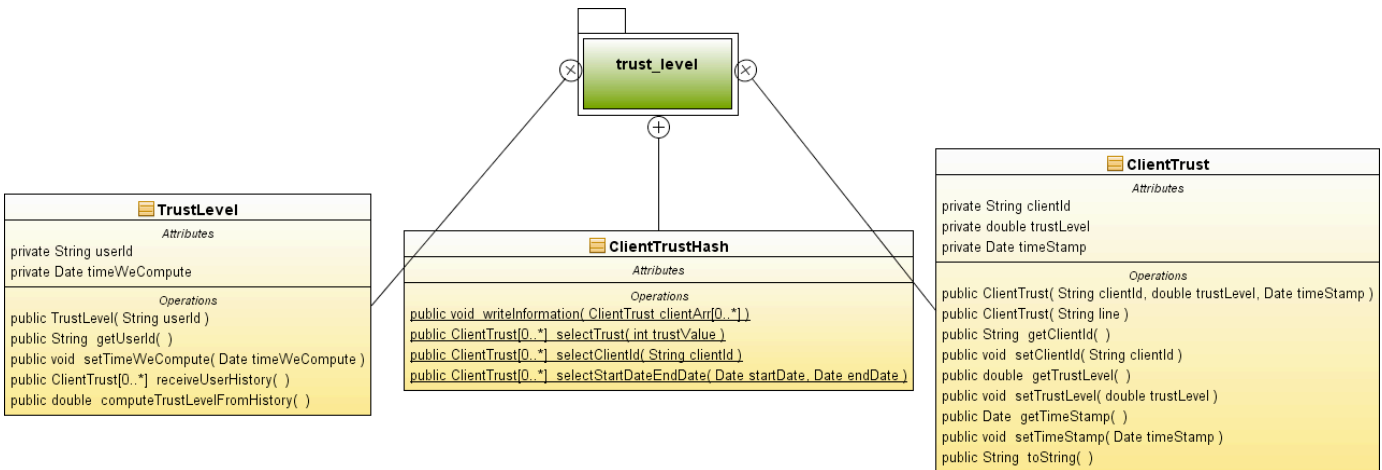 trust_level
TrustLevel
Attributes
private String userId
private Date timeWeCompute
Operations
public TrustLevel( String userId )
public String getUserId( )
public void setTimeWeCompute( Date timeWeCompute )
public ClientTrust[0..*] receiveUserHistory( )
public double computeTrustLevelFromHistory( )
ClientTrustHash
Attributes
Operations
public void writeInformation( ClientTrust clientArr[0..*] )
public ClientTrust[0..*] selectTrust( int trustValue )
public ClientTrust[0..*] selectClientId( String clientId )
public ClientTrust[0..*] selectStartDateEndDate( Date startDate, Date endDate )
ClientTrust
Attributes
private String clientId
private double trustLevel
private Date timeStamp
Operations
public ClientTrust( String clientId, double trustLevel, Date timeStamp )
public ClientTrust( String line )
public String getClientId( )
public void setClientId( String clientId )
public double getTrustLevel( )
public void setTrustLevel( double trustLevel )
public Date getTimeStamp( )
public void setTimeStamp( Date timeStamp )
public String toString( )